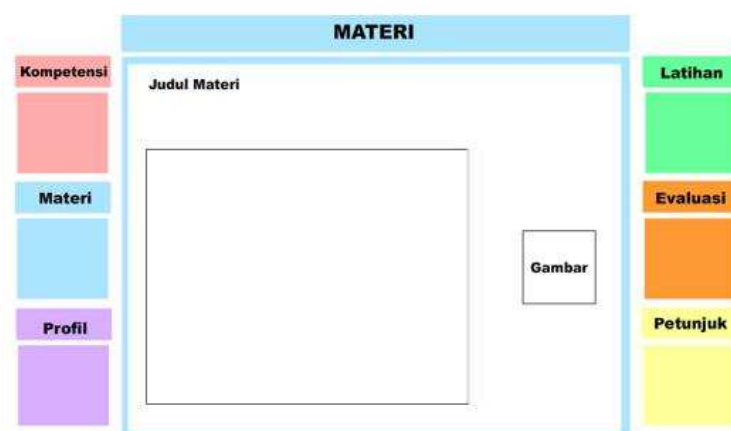 MATERI
Kompetensi
Judul Materi
Latihan
Materi
Evaluasi
Gambar
Profil
Petunjuk